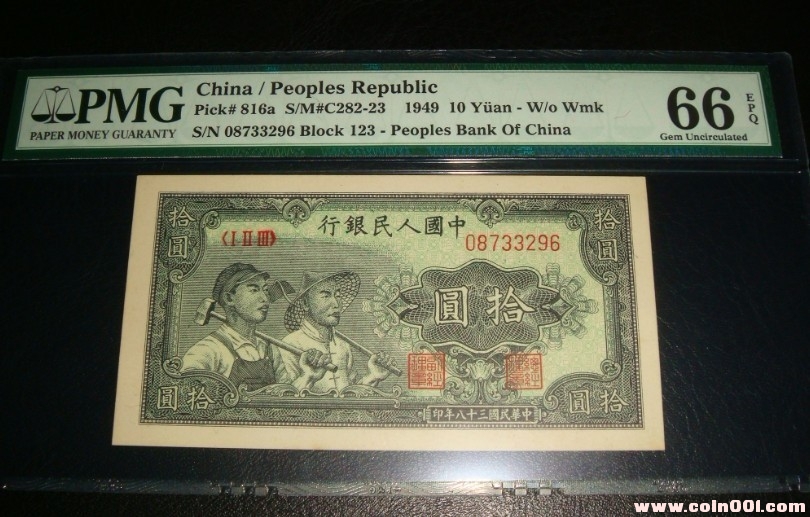 PMG
PAPER MONEY GUARANTY
China / Peoples Republic
Pick# 816a S/M#C282-23 1949 10 Yüan - W/o Wmk
S/N 08733296 Block 123 - Peoples Bank Of China
66 EPQ
Gem Uncirculated
行銀民人國中
〈I II III〉
08733296
拾圓
拾圓
圓拾
圓拾
圓拾
印年八十三國民華中
www.coin001.com